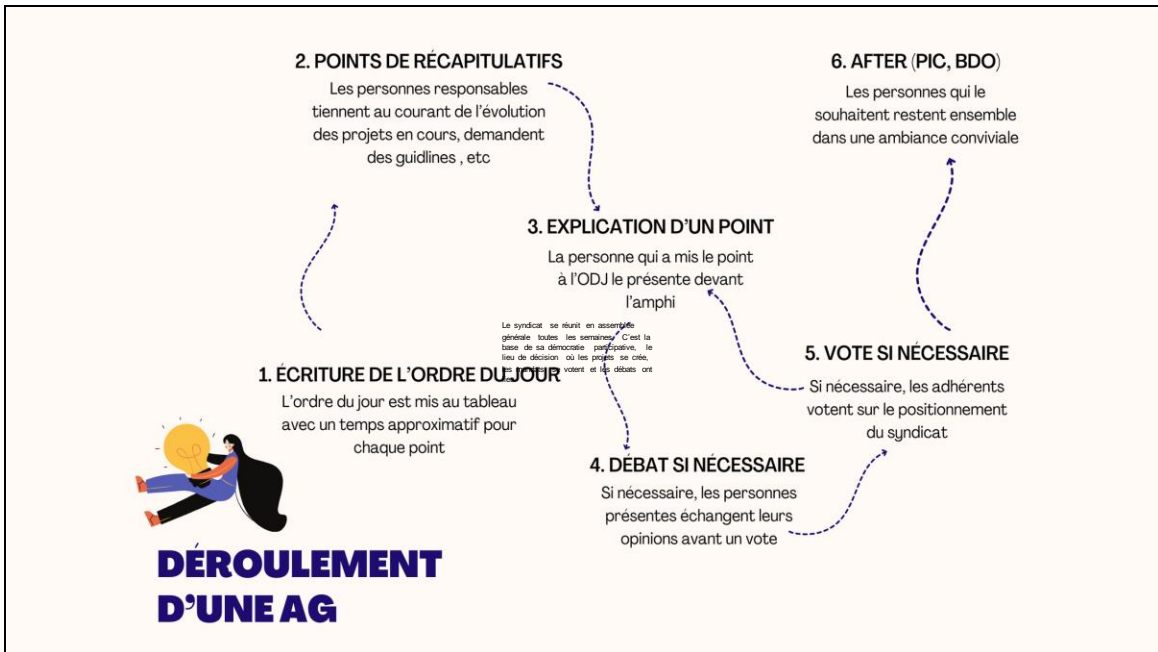 2. POINTS DE RÉCAPITULATIFS
Les personnes responsables
tiennent au courant de l'évolution
des projets en cours, demandent
des guidlines , etc
6. AFTER (PIC, BDO)
Les personnes qui le
souhaitent restent ensemble
dans une ambiance conviviale
3. EXPLICATION D'UN POINT
La personne qui a mis le point
à l'ODJ le présente devant
l'amphi
Le syndicat se réunit en assemblée
générale toutes les semaines. C'est la
base de sa démocratie participative, le
lieu de décision où les projets se crée,
les mandats se votent et les débats ont
1. ÉCRITURE DE L'ORDRE DU JOUR
L'ordre du jour est mis au tableau
avec un temps approximatif pour
chaque point
5. VOTE SI NÉCESSAIRE
Si nécessaire, les adhérents
votent sur le positionnement
du syndicat
4. DÉBAT SI NÉCESSAIRE
Si nécessaire, les personnes
présentes échangent leurs
opinions avant un vote
DÉROULEMENT
D'UNE AG